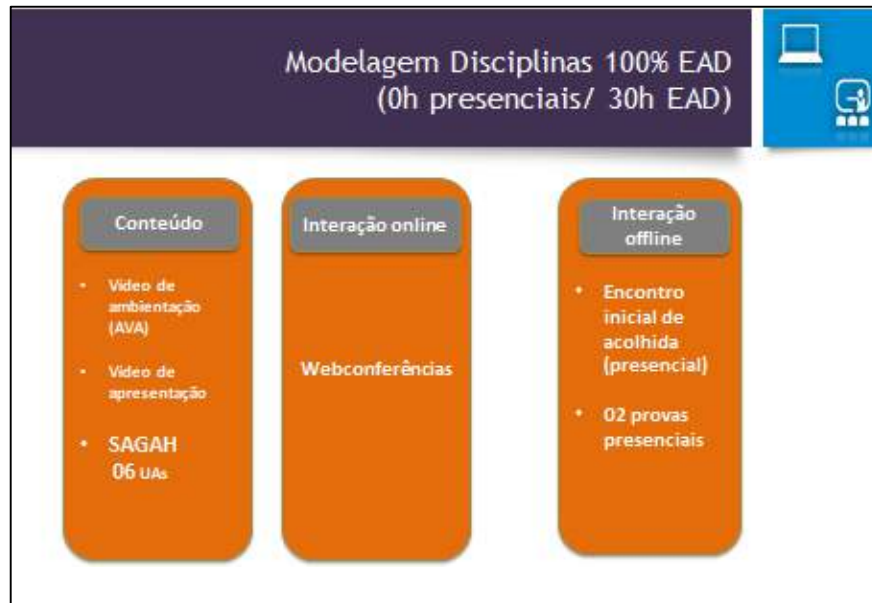 Modelagem Disciplinas 100% EAD
(0h presenciais/ 30h EAD)
Conteúdo
• Vídeo de
ambientação
(AVA)
• Vídeo de
apresentação
• SAGAH
06 UAs
Interação online
Webconferências
Interação
offline
• Encontro
inicial de
acolhida
(presencial)
• 02 provas
presenciais